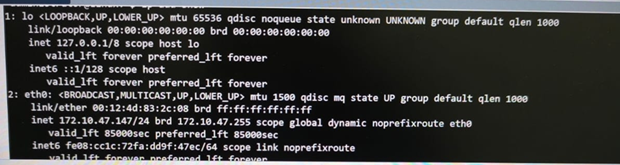 1: lo <LOOPBACK,UP,LOWER_UP> mtu 65536 qdisc noqueue state unknown UNKNOWN group default qlen 1000
link/loopback 00:00:00:00:00:00 brd 00:00:00:00:00:00
inet 127.0.0.1/8 scope host lo
valid_lft forever preferred_lft forever
inet6 ::1/128 scope host
valid_lft forever preferred_lft forever
2: eth0: <BROADCAST,MULTICAST,UP,LOWER_UP> mtu 1500 qdisc mq state UP group default qlen 1000
link/ether 00:12:4d:83:2c:08 brd ff:ff:ff:ff:ff:ff
inet 172.10.47.147/24 brd 172.10.47.255 scope global dynamic noprefixroute eth0
valid_lft 85000sec preferred_lft 85000sec
inet6 fe08:cc1c:72fa:dd9f:47ec/64 scope link noprefixroute
valid_lft forever preferred_lft forever